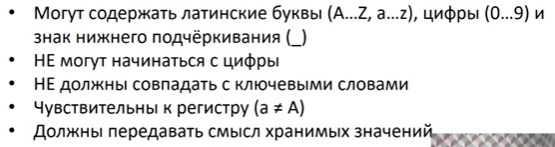 • Могут содержать латинские буквы (A...Z, a...z), цифры (0...9) и
знак нижнего подчёркивания (_)
• НЕ могут начинаться с цифры
• НЕ должны совпадать с ключевыми словами
• Чувствительны к регистру (a ≠ A)
• Должны передавать смысл хранимых значений